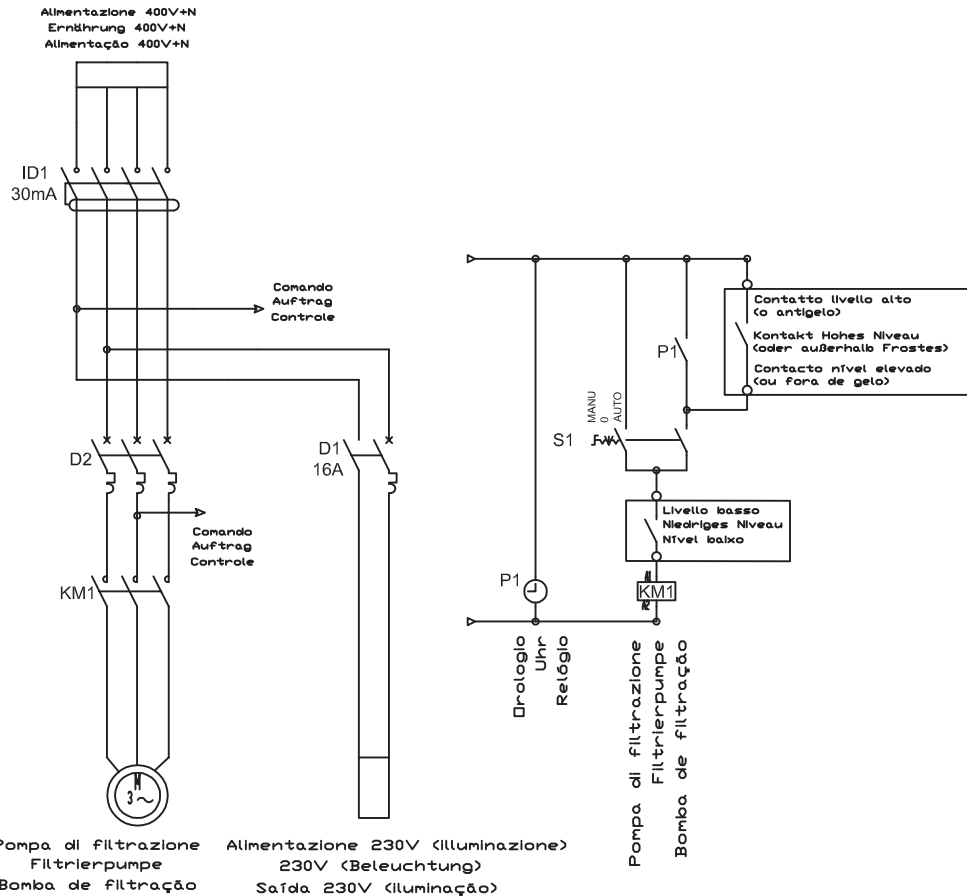 Alimentazione 400V+N
Ernährung 400V+N
Alimentação 400V+N
ID1
30mA
Comando
Auftrag
Controle
D2
D1
16A
Comando
Auftrag
Controle
KM1
M
3~
Pompa di filtrazione
Filtrierpumpe
Bomba de filtração
Alimentazione 230V (illuminazione)
230V (Beleuchtung)
Saída 230V (iluminação)
Contatto livello alto
(o antigelo)
Kontakt Hohes Niveau
(oder außerhalb Frostes)
Contacto nível elevado
(ou fora de gelo)
P1
MANU
0
AUTO
S1
Livello basso
Niedriges Niveau
Nível baixo
P1
A1
KM1
A2
Orologio
Uhr
Relógio
Pompa di filtrazione
Filtrierpumpe
Bomba de filtração